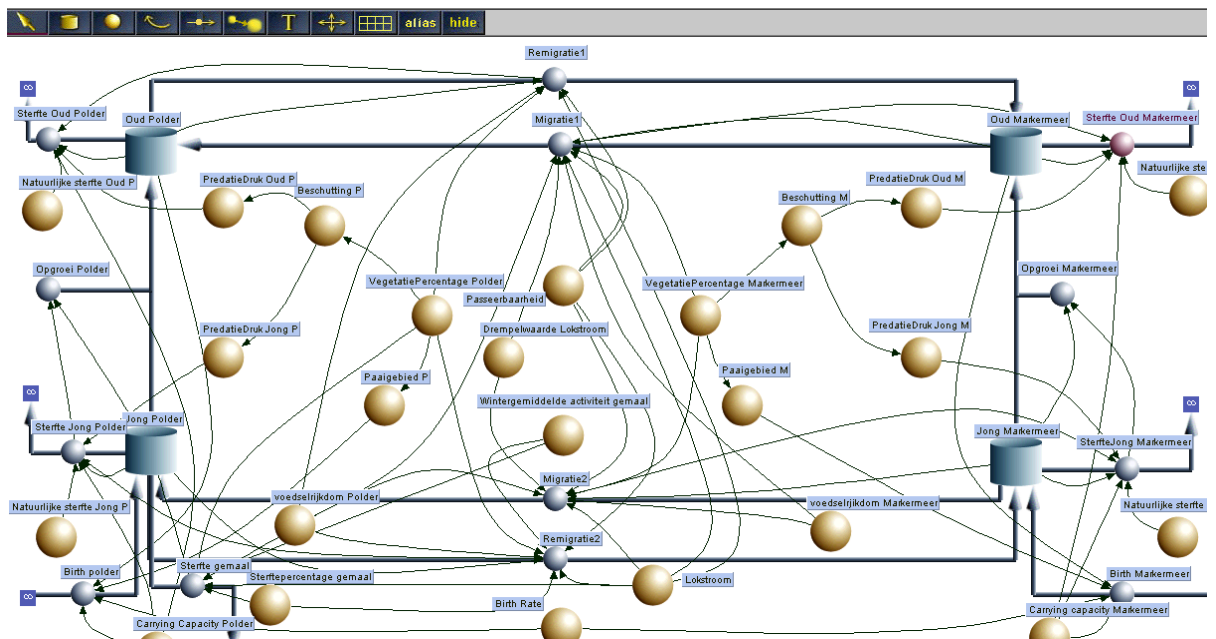 T
alias
hide
Remigratie1
∞
∞
Sterfte Oud Polder
Oud Polder
Migratie1
Oud Markermeer
Sterfte Oud Markermeer
Natuurlijke sterfte Oud P
PredatieDruk Oud P
Beschutting P
Beschutting M
PredatieDruk Oud M
Natuurlijke ste
Opgroei Polder
VegetatiePercentage Polder
Passeerbaarheid
VegetatiePercentage Markermeer
Opgroei Markermeer
PredatieDruk Jong P
Drempelwaarde Lokstroom
PredatieDruk Jong M
Paaigebied P
Paaigebied M
∞
Wintergemiddelde activiteit gemaal
∞
Sterfte Jong Polder
Jong Polder
Jong Markermeer
SterfteJong Markermeer
Migratie2
Natuurlijke sterfte Jong P
voedselrijkdom Polder
voedselrijkdom Markermeer
Natuurlijke sterfte
Remigratie2
Birth polder
Sterfte gemaal
Sterftepercentage gemaal
Lokstroom
Birth Markermeer
∞
Birth Rate
Carrying Capacity Polder
Carrying capacity Markermeer